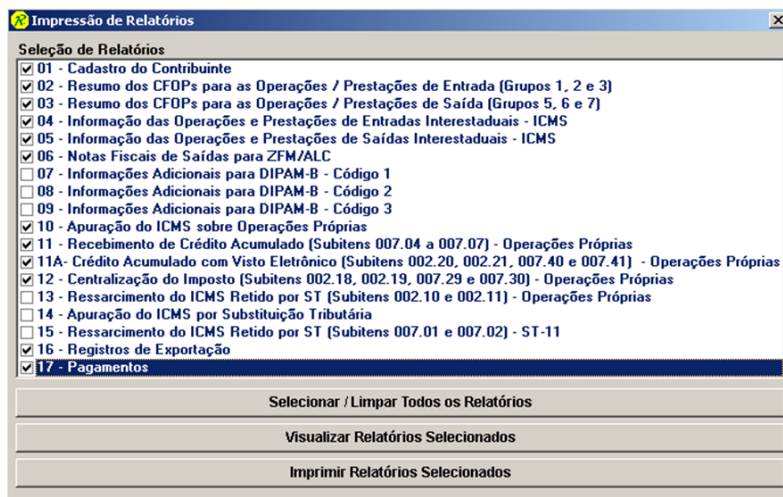 Impressão de Relatórios
Seleção de Relatórios
01 - Cadastro do Contribuinte
02 - Resumo dos CFOPs para as Operações / Prestações de Entrada (Grupos 1, 2 e 3)
03 - Resumo dos CFOPs para as Operações / Prestações de Saída (Grupos 5, 6 e 7)
04 - Informação das Operações e Prestações de Entradas Interestaduais - ICMS
05 - Informação das Operações e Prestações de Saídas Interestaduais - ICMS
06 - Notas Fiscais de Saídas para ZFM/ALC
07 - Informações Adicionais para DIPAM-B - Código 1
08 - Informações Adicionais para DIPAM-B - Código 2
09 - Informações Adicionais para DIPAM-B - Código 3
10 - Apuração do ICMS sobre Operações Próprias
11 - Recebimento de Crédito Acumulado (Subitens 007.04 a 007.07) - Operações Próprias
11A- Crédito Acumulado com Visto Eletrônico (Subitens 002.20, 002.21, 007.40 e 007.41) - Operações Próprias
12 - Centralização do Imposto (Subitens 002.18, 002.19, 007.29 e 007.30) - Operações Próprias
13 - Ressarcimento do ICMS Retido por ST (Subitens 002.10 e 002.11) - Operações Próprias
14 - Apuração do ICMS por Substituição Tributária
15 - Ressarcimento do ICMS Retido por ST (Subitens 007.01 e 007.02) - ST-11
16 - Registros de Exportação
17 - Pagamentos
Selecionar / Limpar Todos os Relatórios
Visualizar Relatórios Selecionados
Imprimir Relatórios Selecionados